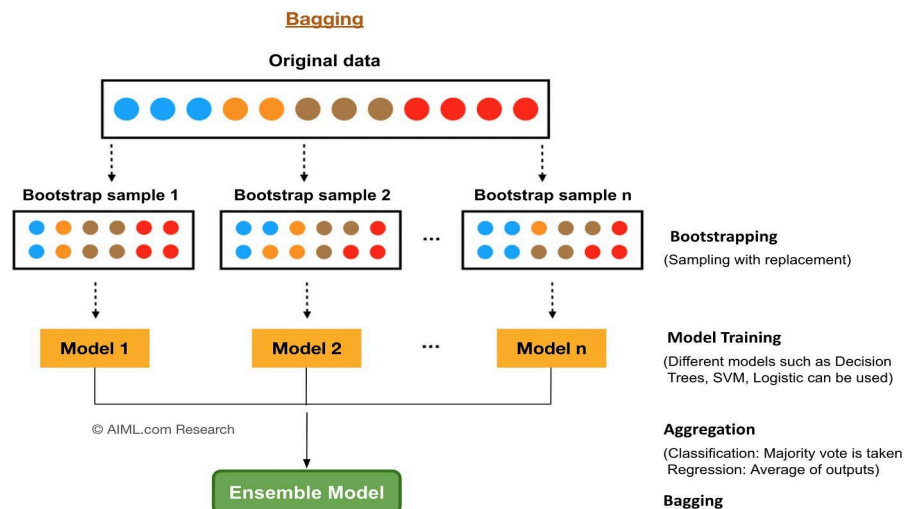 Bagging
Original data
Bootstrap sample 1
Bootstrap sample 2
Bootstrap sample n
...
Bootstrapping
(Sampling with replacement)
Model 1
Model 2
...
Model n
Model Training
(Different models such as Decision
Trees, SVM, Logistic can be used)
© AIML.com Research
Aggregation
(Classification: Majority vote is taken
Regression: Average of outputs)
Ensemble Model
Bagging